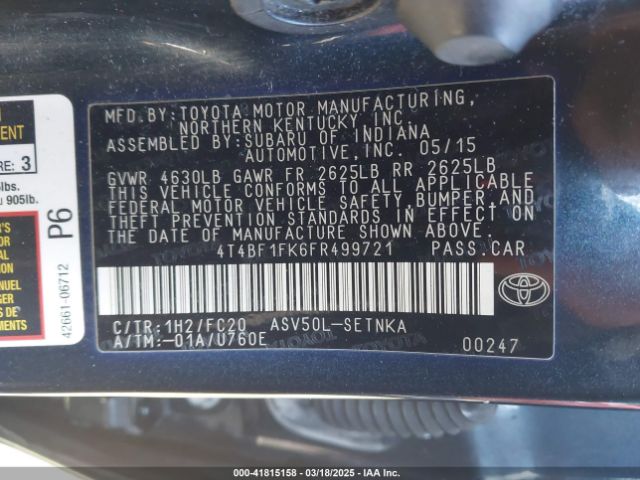 MENT
RE: 3
lbs.
905lb.
P6
42661-06712
MFD.BY:TOYOTA MOTOR MANUFACTURING,
NORTHERN KENTUCKY INC.
ASSEMBLED BY:SUBARU OF INDIANA
AUTOMOTIVE, INC. 05/15
GVWR 4630LB GAWR FR 2625LB RR 2625LB
THIS VEHICLE CONFORMS TO ALL APPLICABLE
FEDERAL MOTOR VEHICLE SAFETY,BUMPER,AND
THEFT PREVENTION STANDARDS IN EFFECT ON
THE DATE OF MANUFACTURE SHOWN ABOVE.
4T4BF1FK6FR499721 PASS.CAR
C/TR:1H2/FC20 ASV50L-SETNKA
A/TM:-01A/U760E
00247
TOYOTA
000-41815158 — 03/18/2025 — IAA, Inc.